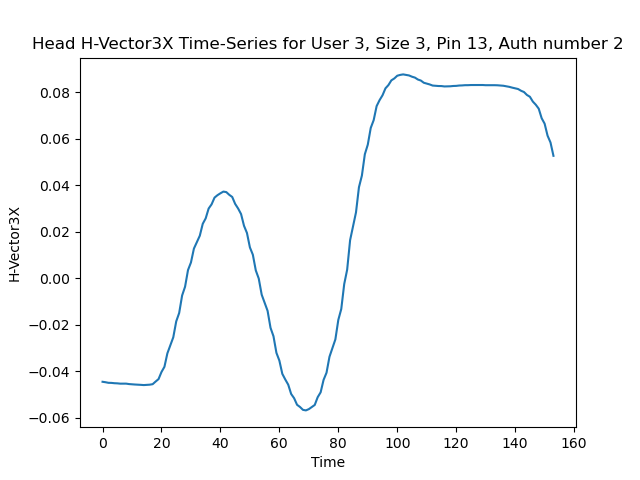 Head H-Vector3X Time-Series for User 3, Size 3, Pin 13, Auth number 2
H-Vector3X
0.08
0.06
0.04
0.02
0.00
−0.02
−0.04
−0.06
0 20 40 60 80 100 120 140 160
Time